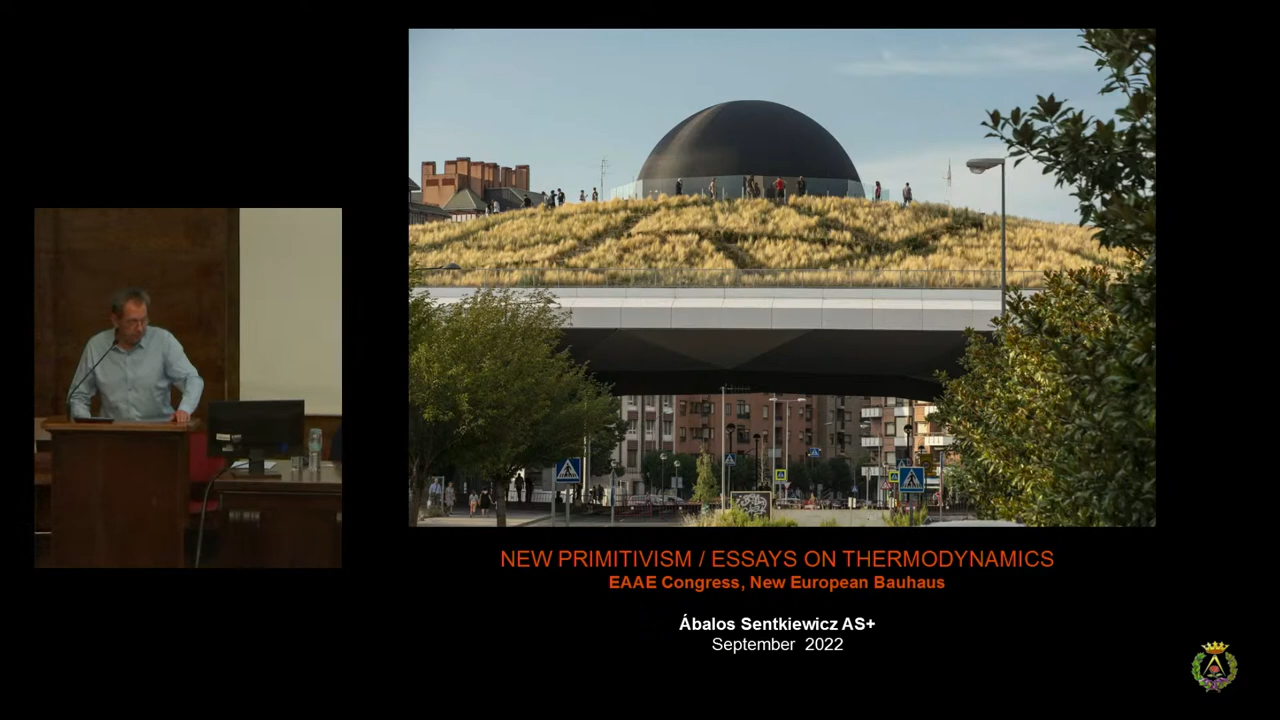 NEW PRIMITIVISM / ESSAYS ON THERMODYNAMICS
EAAE Congress, New European Bauhaus
Ábalos Sentkiewicz AS+
September 2022